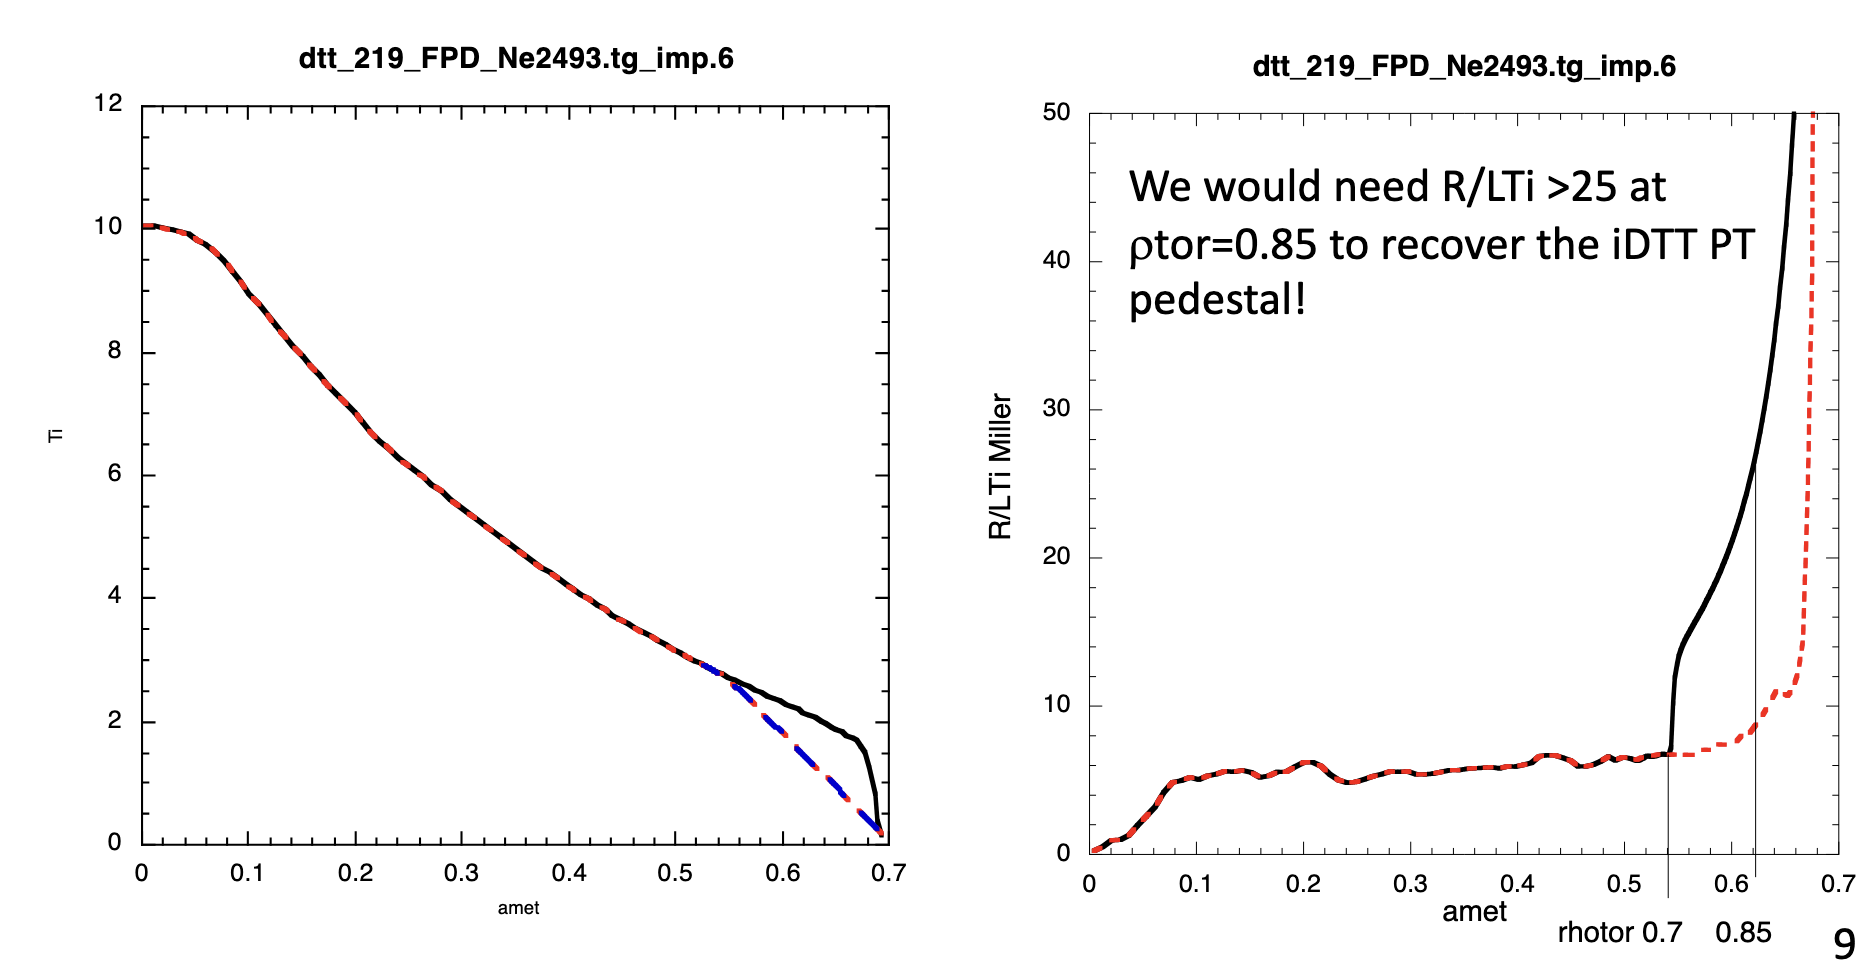 dtt_219_FPD_Ne2493.tg_imp.6
12
10
8
6
4
2
0
Ti
0 0.1 0.2 0.3 0.4 0.5 0.6 0.7
amet
dtt_219_FPD_Ne2493.tg_imp.6
50
40
30
20
10
0
R/LTi Miller
We would need R/LTi >25 at
ρtor=0.85 to recover the iDTT PT
pedestal!
0 0.1 0.2 0.3 0.4 0.5 0.6 0.7
amet
rhotor 0.7 0.85
9